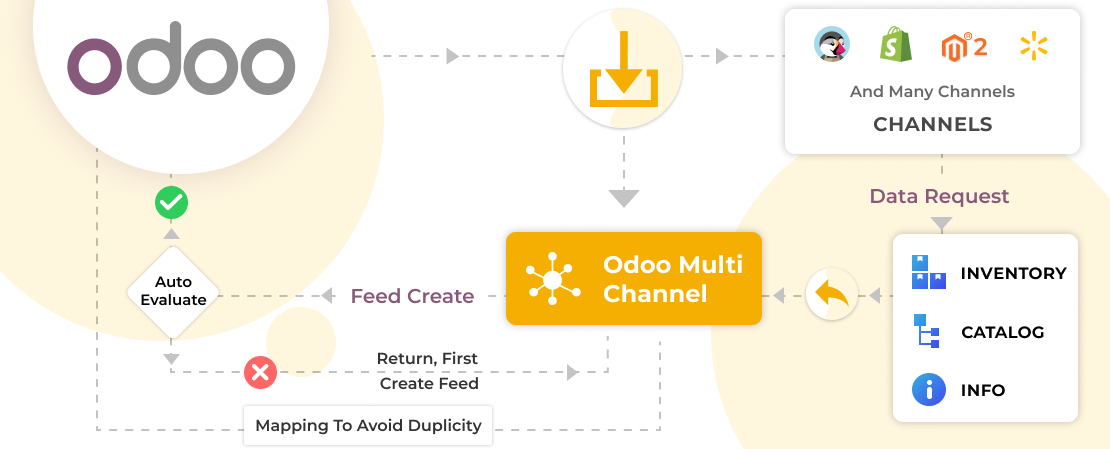 odoo
2
And Many Channels
CHANNELS
Data Request
INVENTORY
CATALOG
INFO
Odoo Multi
Channel
Feed Create
Auto
Evaluate
Return, First
Create Feed
Mapping To Avoid Duplicity